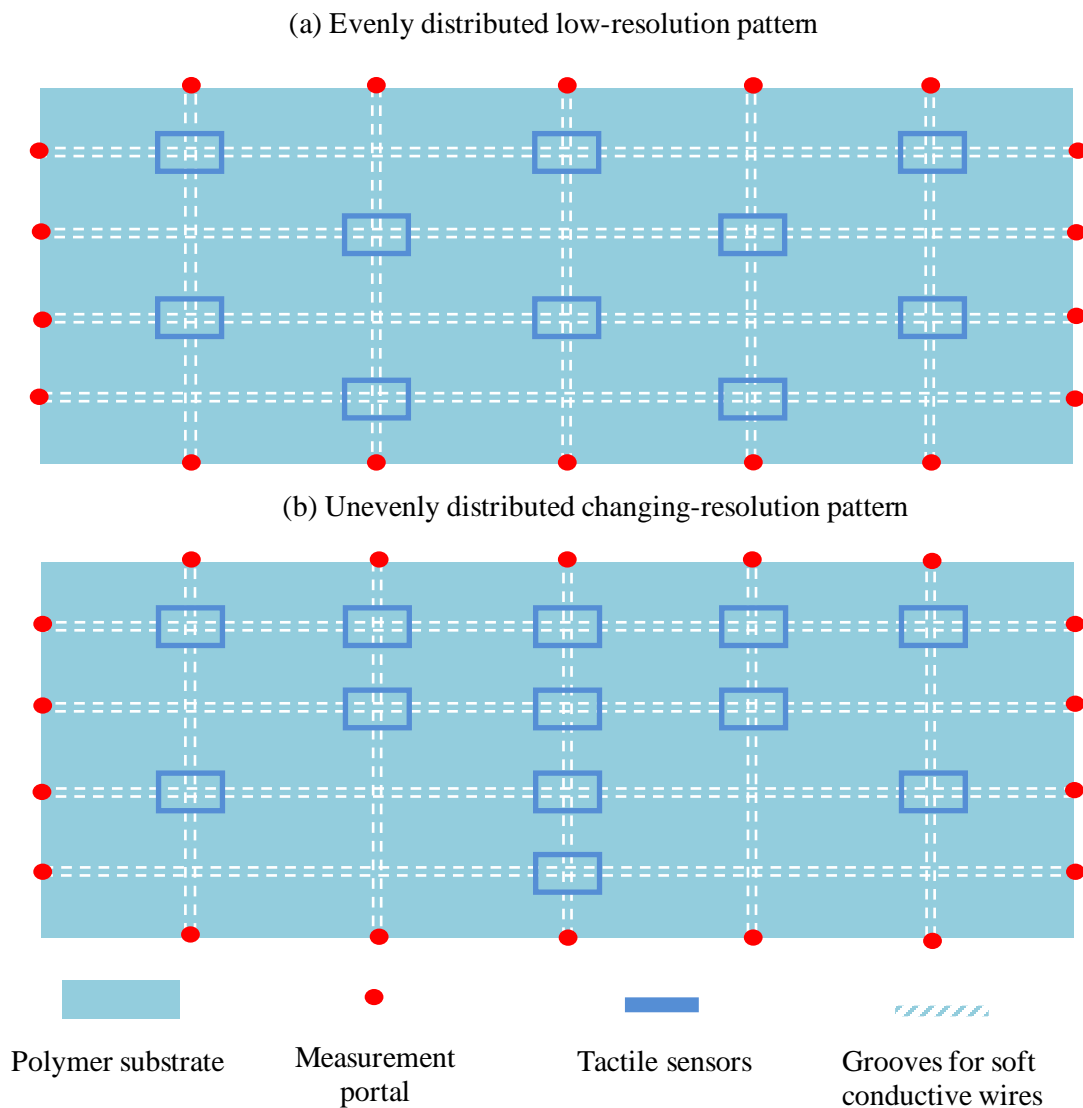 (a) Evenly distributed low-resolution pattern
(b) Unevenly distributed changing-resolution pattern
Polymer substrate
Measurement
portal
Tactile sensors
Grooves for soft
conductive wires